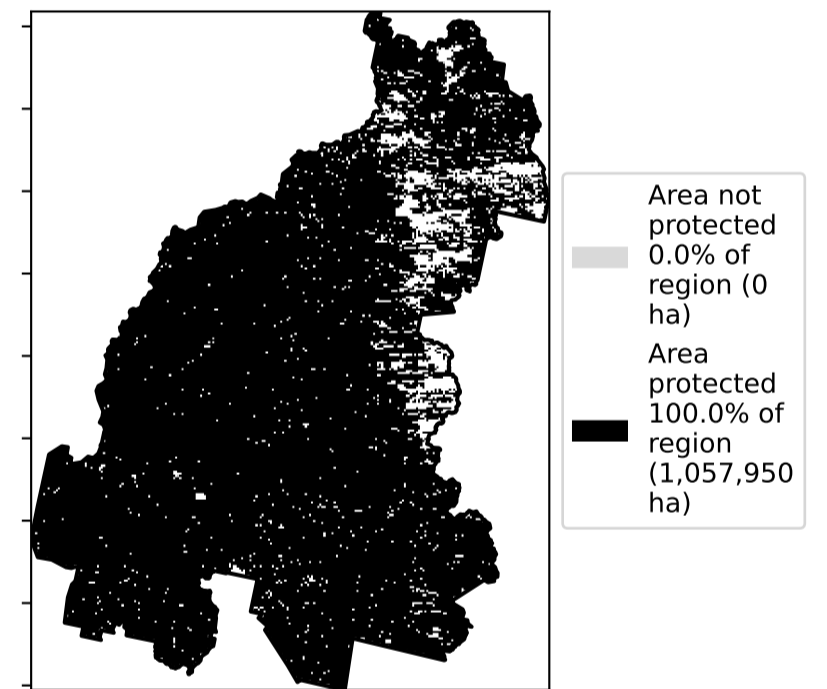 Area not
protected
0.0% of
region (0
ha)
Area
protected
100.0% of
region
(1,057,950
ha)